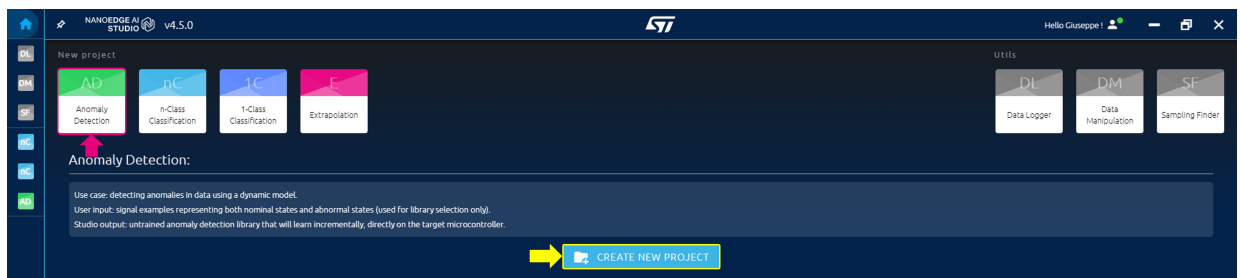 NANOEDGE AI
STUDIO
v4.5.0
ST
Hello Giuseppe !
DL
DM
SF
nC
nC
AD
New project
Utils
AD
Anomaly
Detection
nC
n-Class
Classification
1C
1-Class
Classification
E
Extrapolation
DL
Data Logger
DM
Data
Manipulation
SF
Sampling Finder
Anomaly Detection:
Use case: detecting anomalies in data using a dynamic model.
User input: signal examples representing both nominal states and abnormal states (used for library selection only).
Studio output: untrained anomaly detection library that will learn incrementally, directly on the target microcontroller.
CREATE NEW PROJECT